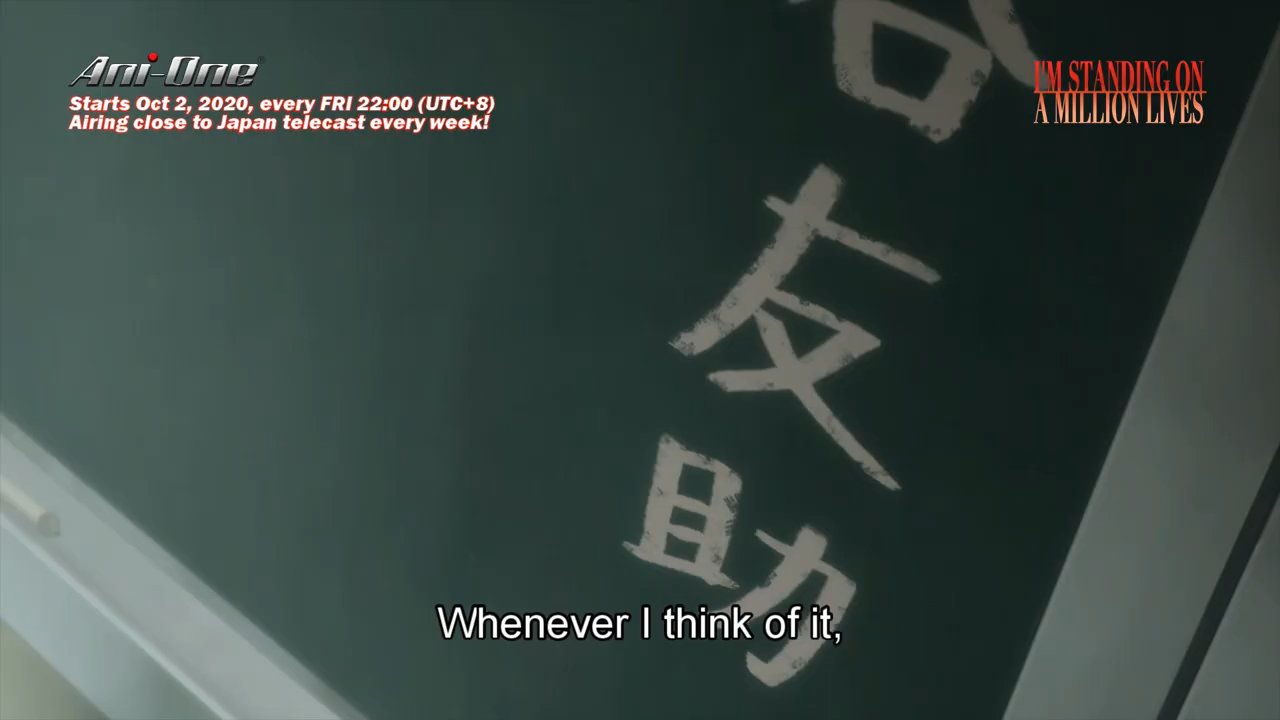 Ani-One
Starts Oct 2, 2020, every FRI 22:00 (UTC+8)
Airing close to Japan telecast every week!
I'M STANDING ON
A MILLION LIVES
友助
Whenever I think of it,